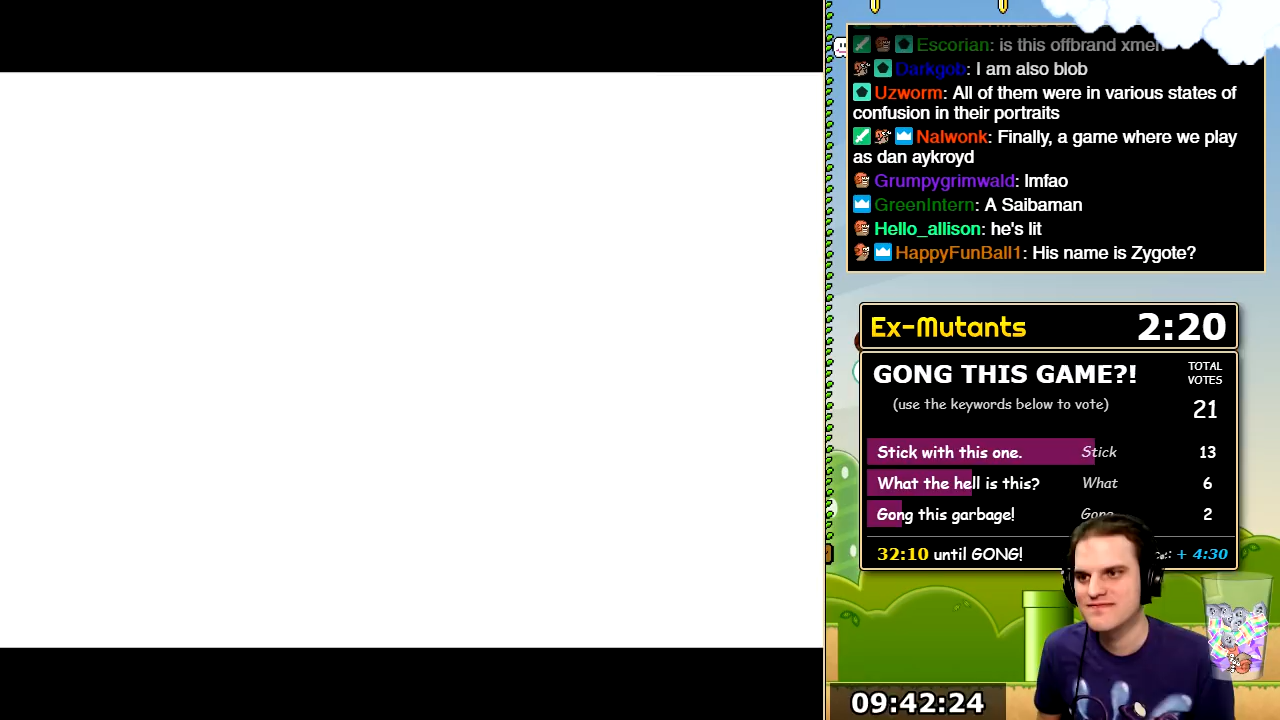 Escorian: is this offbrand xmen
Darkgob: I am also blob
Uzworm: All of them were in various states of
confusion in their portraits
Nalwonk: Finally, a game where we play
as dan aykroyd
Grumpygrimwald: lmfao
GreenIntern: A Saibaman
Hello_allison: he's lit
HappyFunBall1: His name is Zygote?
Ex-Mutants 2:20
GONG THIS GAME?! TOTAL
VOTES
(use the keywords below to vote) 21
Stick with this one. Stick 13
What the hell is this? What 6
Gong this garbage! Gong 2
32:10 until GONG! + 4:30
09:42:24